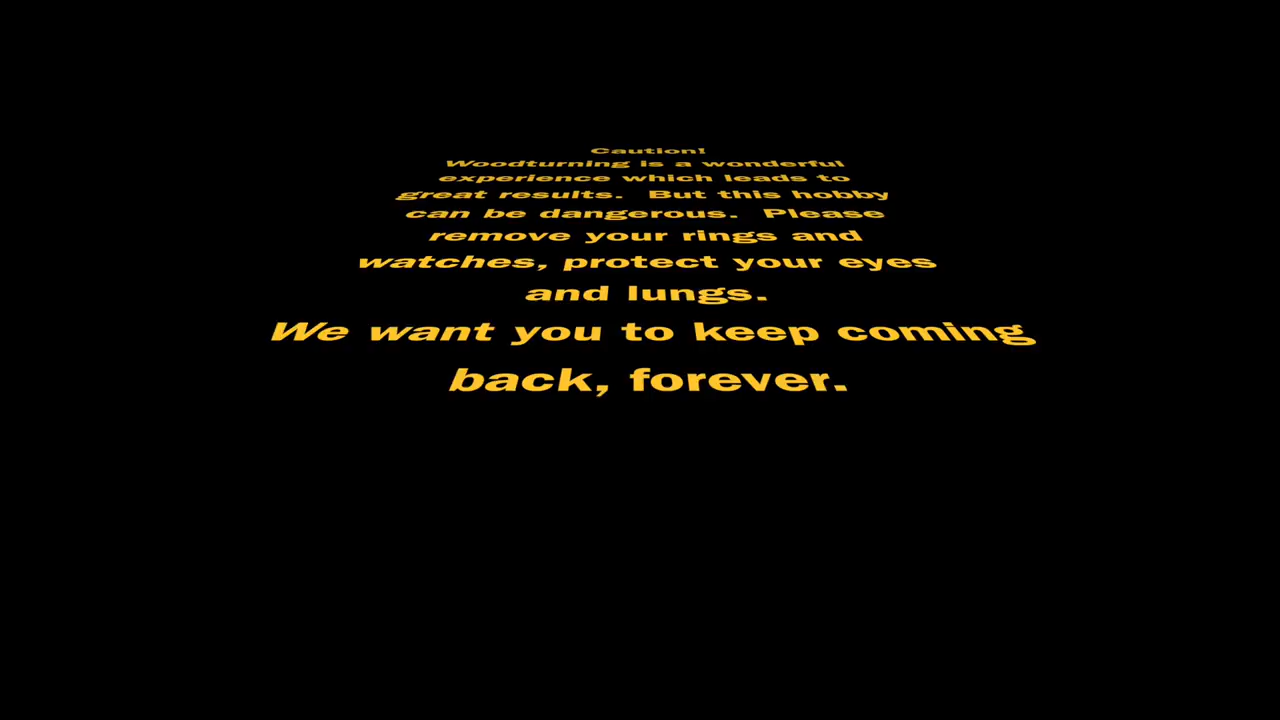 Caution!
Woodturning is a wonderful
experience which leads to
great results.  But this hobby
can be dangerous.  Please
remove your rings and
watches, protect your eyes
and lungs.
We want you to keep coming
back, forever.